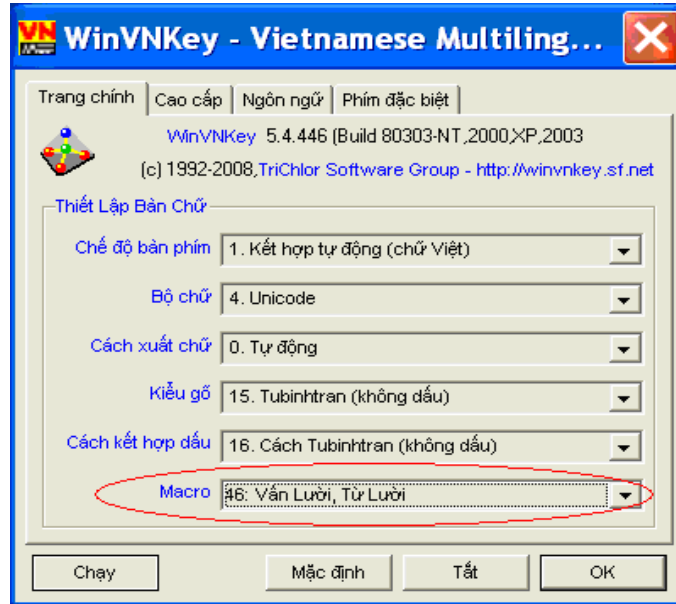 WinVNKey - Vietnamese Multiling...
Trang chính Cao cấp Ngôn ngữ Phím đặc biệt
WinVNKey 5.4.446 (Build 80303-NT,2000,XP,2003
(c) 1992-2008,TriChlor Software Group - http://winvnkey.sf.net
Thiết Lập Bàn Chữ
Chế độ bàn phím 1. Kết hợp tự động (chữ Việt)
Bộ chữ 4. Unicode
Cách xuất chữ 0. Tự động
Kiểu gõ 15. Tubinhtran (không dấu)
Cách kết hợp dấu 16. Cách Tubinhtran (không dấu)
Macro 46: Vấn Lười, Từ Lười
Chạy Mặc định Tắt OK